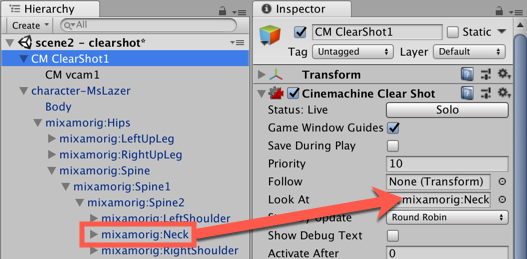 Hierarchy
Create
All
scene2 - clearshot*
CM ClearShot1
CM vcam1
character-MsLazer
Body
mixamorig:Hips
mixamorig:LeftUpLeg
mixamorig:RightUpLeg
mixamorig:Spine
mixamorig:Spine1
mixamorig:Spine2
mixamorig:LeftShoulder
mixamorig:Neck
mixamorig:RightShoulder
Inspector
CM ClearShot1 Static
Tag Untagged Layer Default
Transform
Cinemachine Clear Shot
Status: Live Solo
Game Window Guides
Save During Play
Priority 10
Follow None (Transform)
Look At mixamorig:Neck
Update Round Robin
Show Debug Text
Activate After 0